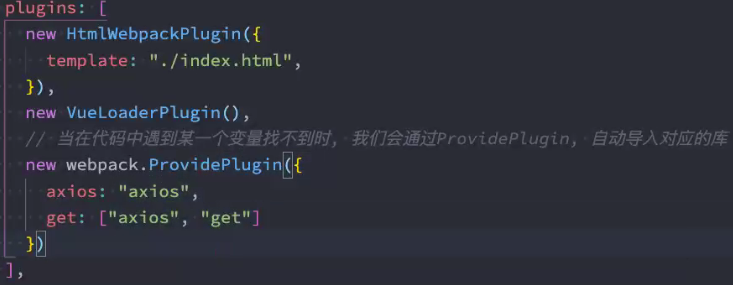 plugins: [
new HtmlWebpackPlugin({
template: "./index.html",
}),
new VueLoaderPlugin(),
// 当在代码中遇到某一个变量找不到时, 我们会通过ProvidePlugin, 自动导入对应的库
new webpack.ProvidePlugin({
axios: "axios",
get: ["axios", "get"]
})
],